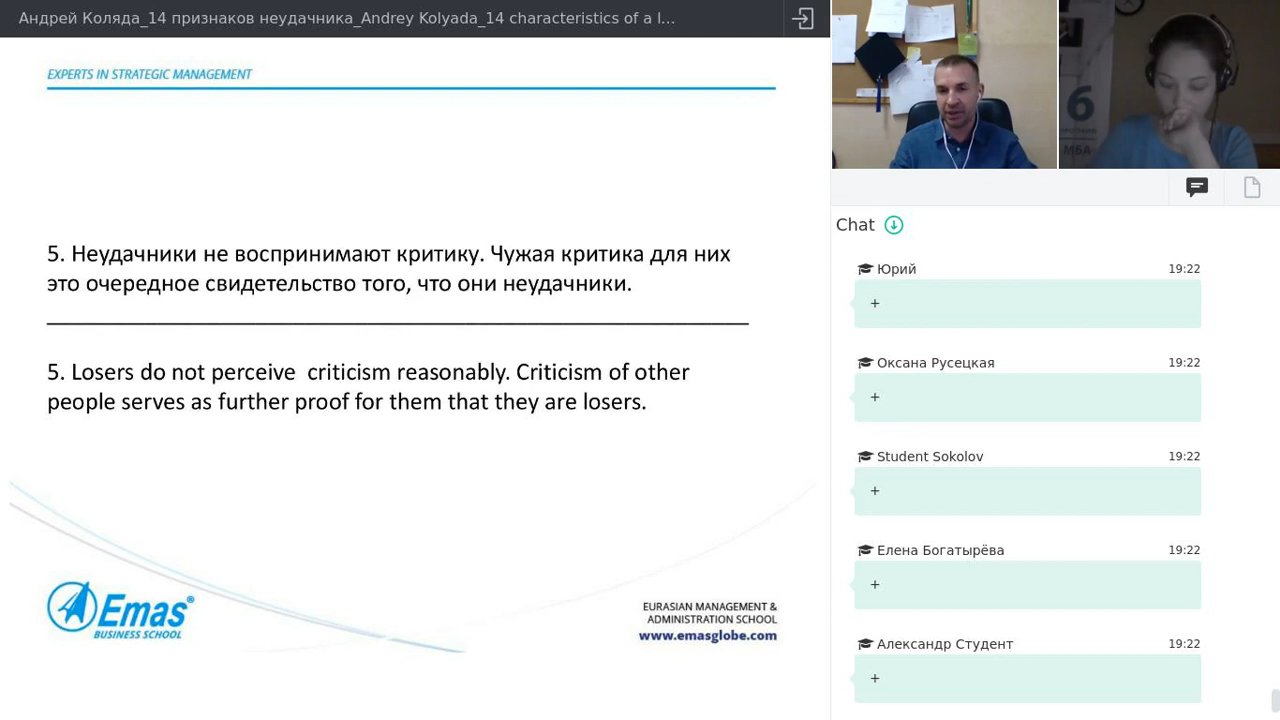 Андрей Коляда_14 признаков неудачника_Andrey Kolyada_14 characteristics of a l...
EXPERTS IN STRATEGIC MANAGEMENT
5. Неудачники не воспринимают критику. Чужая критика для них
это очередное свидетельство того, что они неудачники.
5. Losers do not perceive criticism reasonably. Criticism of other
people serves as further proof for them that they are losers.
Emas®
BUSINESS SCHOOL
EURASIAN MANAGEMENT &
ADMINISTRATION SCHOOL
www.emasglobe.com
6
МБА
Chat
Юрий 19:22
+
Оксана Русецкая 19:22
+
Student Sokolov 19:22
+
Елена Богатырёва 19:22
+
Александр Студент 19:22
+